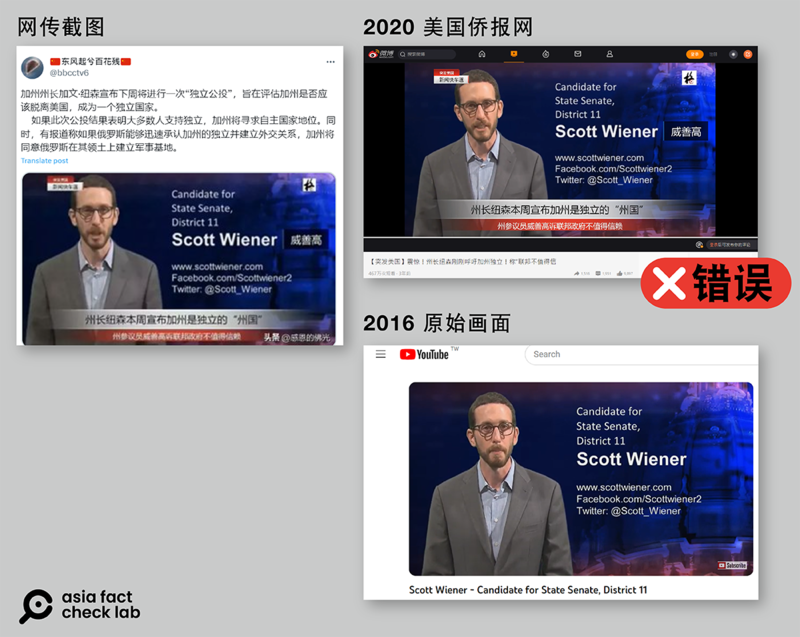 网传截图
🇨🇳东风起兮百花残🇨🇳
@bbcctv6
加州州长加文·纽森宣布下周将进行一次“独立公投”，旨在评估加州是否应
该脱离美国，成为一个独立国家。
如果此次公投结果表明大多数人支持独立，加州将寻求自主国家地位。同
时，有报道称如果俄罗斯能够迅速承认加州的独立并建立外交关系，加州将
同意俄罗斯在其领土上建立军事基地。
Translate post
新闻快车道
Candidate for
State Senate,
District 11
Scott Wiener 威善高
www.scottwiener.com
Facebook.com/Scottwiener2
Twitter: @Scott_Wiener
州长纽森本周宣布加州是独立的“州国”
州参议员威善高诉联邦政府不值得信赖
头条 @感恩的佛光
2020 美国侨报网
新闻快车道
Candidate for
State Senate,
District 11
Scott Wiener 威善高
www.scottwiener.com
Facebook.com/Scottwiener2
Twitter: @Scott_Wiener
州长纽森本周宣布加州是独立的“州国”
州参议员威善高诉联邦政府不值得信赖
错误
2016 原始画面
YouTube TW
Search
Candidate for
State Senate,
District 11
Scott Wiener
www.scottwiener.com
Facebook.com/Scottwiener2
Twitter: @Scott_Wiener
Subscribe
Scott Wiener - Candidate for State Senate, District 11
asia fact
check lab